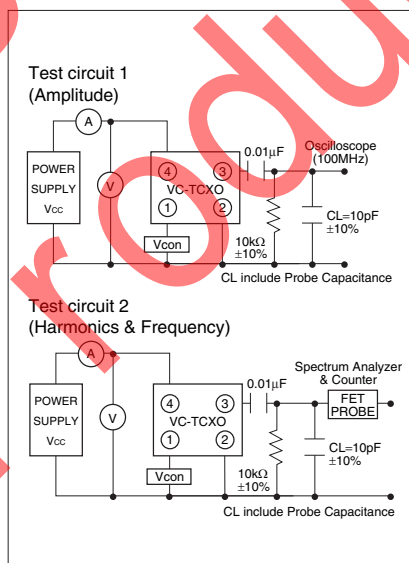 Test circuit 1
(Amplitude)
A
POWER
SUPPLY
Vcc
V
4
3
VC-TCXO
1
2
Vcon
0.01μF
Oscilloscope
(100MHz)
10kΩ
±10%
CL=10pF
±10%
CL include Probe Capacitance
Test circuit 2
(Harmonics & Frequency)
A
POWER
SUPPLY
Vcc
V
4
3
VC-TCXO
1
2
Vcon
0.01μF
Spectrum Analyzer
& Counter
FET
PROBE
10kΩ
±10%
CL=10pF
±10%
CL include Probe Capacitance
rodu